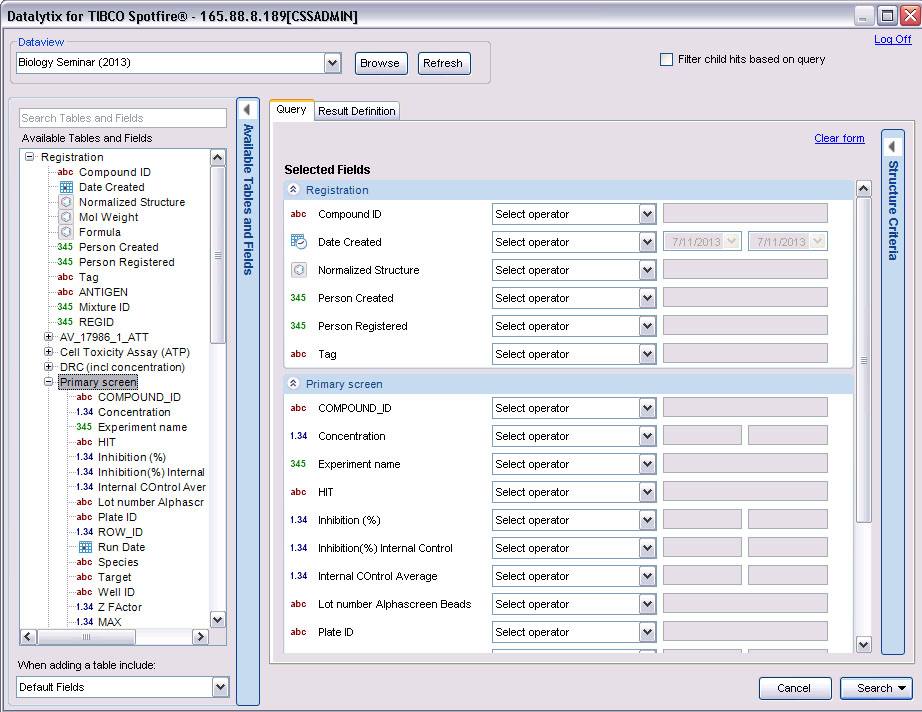 Datalytix for TIBCO Spotfire® - 165.88.8.189[CSSADMIN]
Log Off
Dataview
Biology Seminar (2013)
Browse
Refresh
Filter child hits based on query
Search Tables and Fields
Available Tables and Fields
Registration
abc Compound ID
Date Created
Normalized Structure
Mol Weight
Formula
345 Person Created
345 Person Registered
abc Tag
abc ANTIGEN
345 Mixture ID
345 REGID
AV_17986_1_ATT
Cell Toxicity Assay (ATP)
DRC (incl concentration)
Primary screen
abc COMPOUND_ID
1.34 Concentration
345 Experiment name
abc HIT
1.34 Inhibition (%)
1.34 Inhibition(%) Internal
1.34 Internal COntrol Aver
abc Lot number Alphascr
abc Plate ID
1.34 ROW_ID
Run Date
abc Species
abc Target
abc Well ID
1.34 Z FActor
1.34 MAX
When adding a table include:
Default Fields
Available Tables and Fields
Query
Result Definition
Clear form
Selected Fields
Registration
abc Compound ID Select operator
Date Created Select operator 7/11/2013 7/11/2013
Normalized Structure Select operator
345 Person Created Select operator
345 Person Registered Select operator
abc Tag Select operator
Primary screen
abc COMPOUND_ID Select operator
1.34 Concentration Select operator
345 Experiment name Select operator
abc HIT Select operator
1.34 Inhibition (%) Select operator
1.34 Inhibition(%) Internal Control Select operator
1.34 Internal COntrol Average Select operator
abc Lot number Alphascreen Beads Select operator
abc Plate ID Select operator
Structure Criteria
Cancel
Search